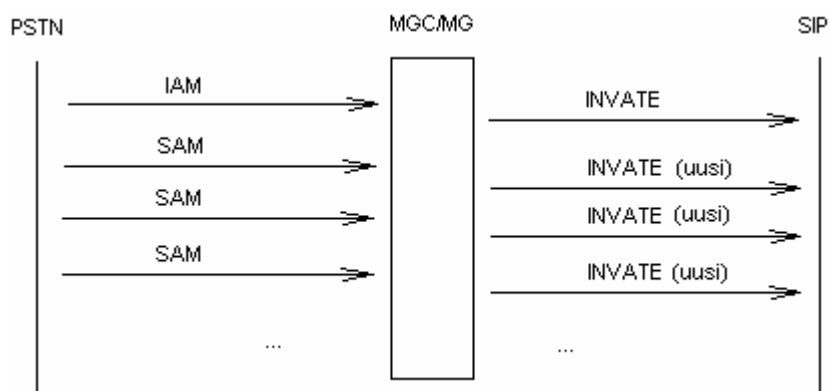 PSTN MGC/MG SIP
IAM INVATE
SAM INVATE (uusi)
SAM INVATE (uusi)
SAM INVATE (uusi)
... ...